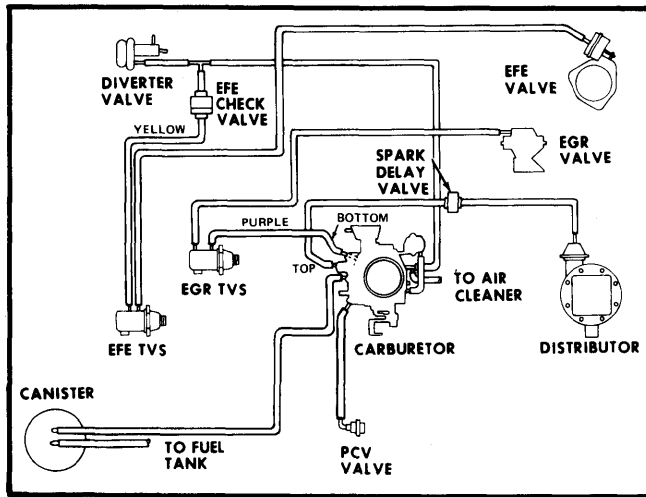 DIVERTER
VALVE
EFE
CHECK
VALVE
YELLOW
EFE
VALVE
EGR
VALVE
SPARK
DELAY
VALVE
PURPLE
BOTTOM
TOP
EGR TVS
TO AIR
CLEANER
EFE TVS
CARBURETOR
DISTRIBUTOR
CANISTER
TO FUEL
TANK
PCV
VALVE